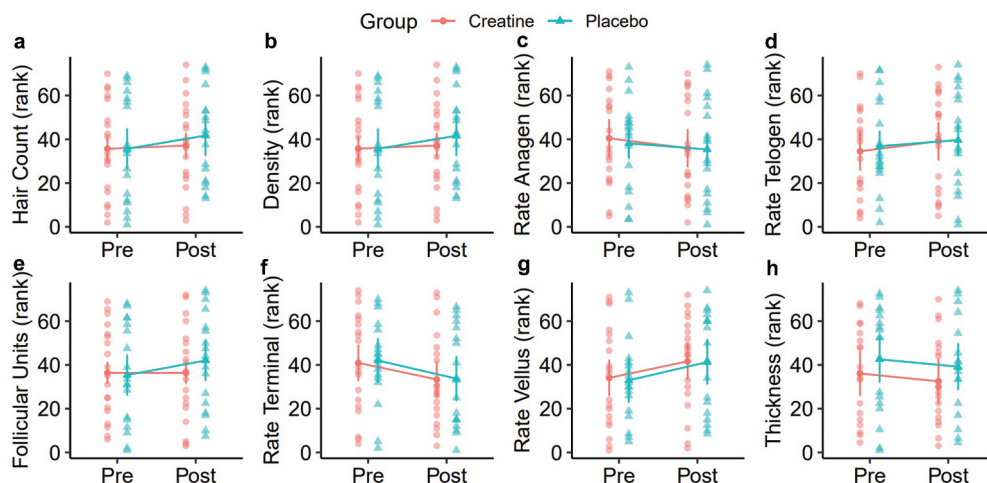 Group Creatine Placebo
a
Hair Count (rank)
60
40
20
0
Pre Post
b
Density (rank)
60
40
20
0
Pre Post
c
Rate Anagen (rank)
60
40
20
0
Pre Post
d
Rate Telogen (rank)
60
40
20
0
Pre Post
e
Follicular Units (rank)
60
40
20
0
Pre Post
f
Rate Terminal (rank)
60
40
20
0
Pre Post
g
Rate Vellus (rank)
60
40
20
0
Pre Post
h
Thickness (rank)
60
40
20
0
Pre Post